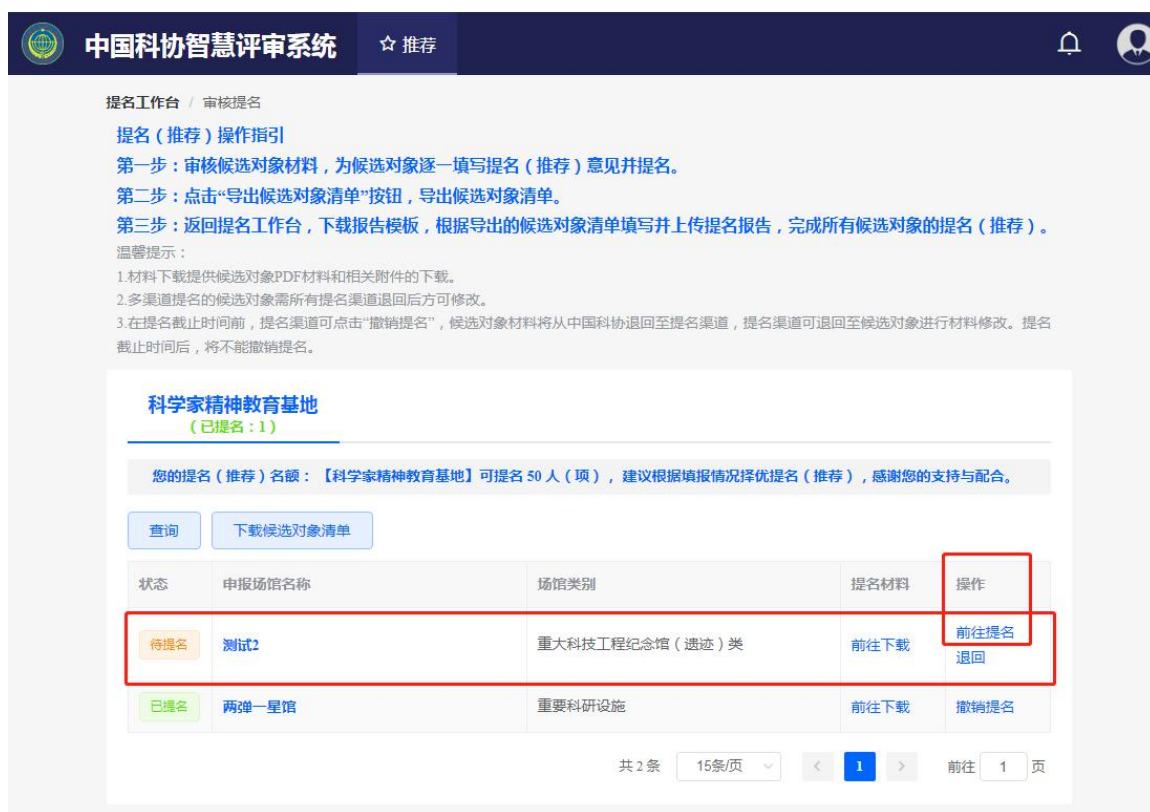 中国科协智慧评审系统
推荐
提名工作台 / 审核提名
提名（推荐）操作指引
第一步：审核候选对象材料，为候选对象逐一填写提名（推荐）意见并提名。
第二步：点击“导出候选对象清单”按钮，导出候选对象清单。
第三步：返回提名工作台，下载报告模板，根据导出的候选对象清单填写并上传提名报告，完成所有候选对象的提名（推荐）。
温馨提示：
1.材料下载提供候选对象PDF材料和相关附件的下载。
2.多渠道提名的候选对象需所有提名渠道退回后方可修改。
3.在提名截止时间前，提名渠道可点击“撤销提名”，候选对象材料将从中国科协退回至提名渠道，提名渠道可退回至候选对象进行材料修改。提名
截止时间后，将不能撤销提名。
科学家精神教育基地
（已提名：1）
您的提名（推荐）名额：【科学家精神教育基地】可提名 50 人（项），建议根据填报情况择优提名（推荐），感谢您的支持与配合。
查询 下载候选对象清单
状态 申报场馆名称 场馆类别 提名材料 操作
待提名 测试2 重大科技工程纪念馆（遗迹）类 前往下载 前往提名
退回
已提名 两弹一星馆 重要科研设施 前往下载 撤销提名
共 2 条 15条/页 < 1 > 前往 1 页